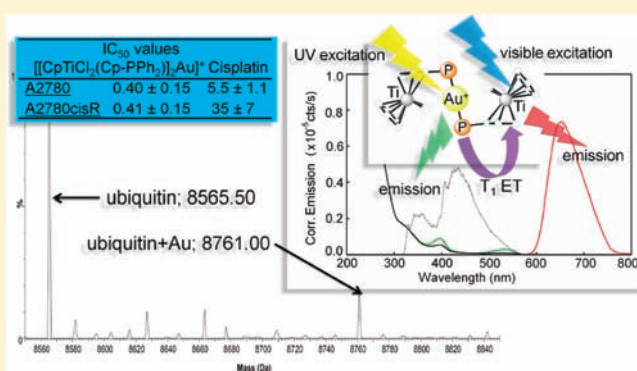 IC50 values
[[CpTiCl2(Cp-PPh2)]2Au]+ Cisplatin
A2780 0.40 ± 0.15 5.5 ± 1.1
A2780cisR 0.41 ± 0.15 35 ± 7
UV excitation
visible excitation
P
Ti
Au+
Ti
P
emission
T1 ET
emission
Corr. Emission (x10-5cts/s)
1.0
0.8
0.6
0.4
0.2
0.0
200 300 400 500 600 700 800
Wavelength (nm)
ubiquitin; 8565.50
ubiquitin+Au; 8761.00
%
8560 8580 8600 8620 8640 8660 8680 8700 8720 8740 8760 8780 8800 8820 8840
Mass (Da)